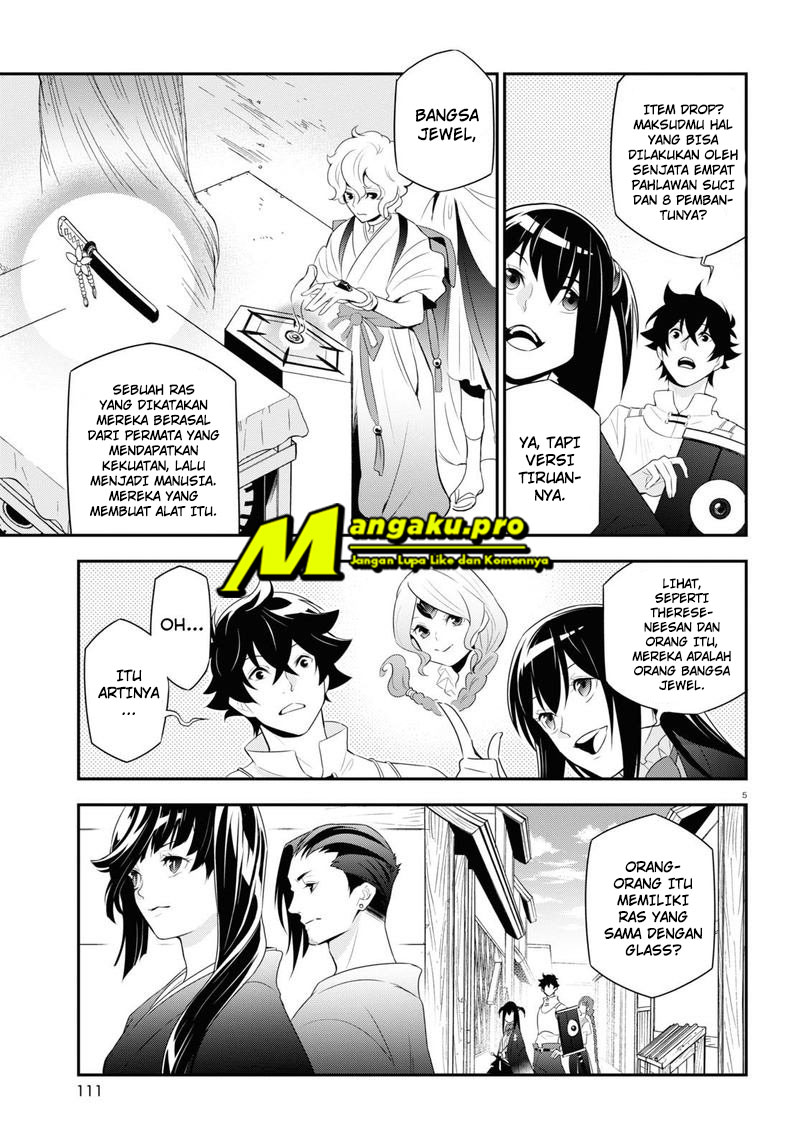 ITEM DROP?
MAKSUDMU HAL
YANG BISA
DILAKUKAN OLEH
SENJATA EMPAT
PAHLAWAN SUCI
DAN 8 PEMBAN-
TUNYA?
YA, TAPI
VERSI
TIRUAN-
NYA.
BANGSA
JEWEL,
SEBUAH RAS
YANG DIKATAKAN
MEREKA BERASAL
DARI PERMATA YANG
MENDAPATKAN
KEKUATAN, LALU
MENJADI MANUSIA.
MEREKA YANG
MEMBUAT ALAT ITU.
Mangaku.pro
Jangan Lupa Like dan Komennya
LIHAT,
SEPERTI
THERESE-
NEESAN DAN
ORANG ITU,
MEREKA ADALAH
ORANG BANGSA
JEWEL.
OH...
ITU
ARTINYA
...
5
ORANG-
ORANG ITU
MEMILIKI
RAS YANG
SAMA DENGAN
GLASS?
111